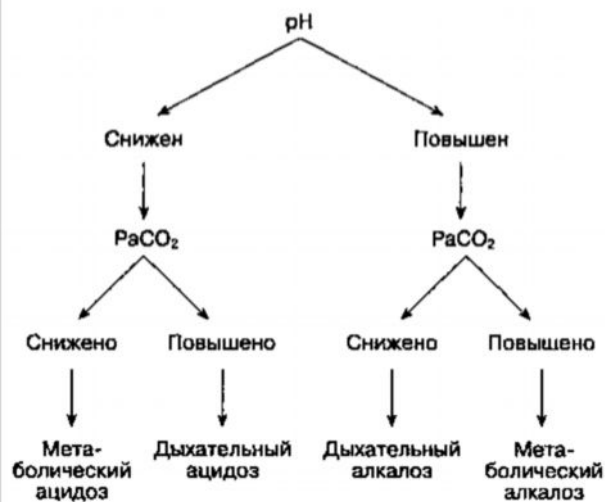 pH
Снижен
Повышен
PaCO₂
PaCO₂
Снижено
Повышено
Снижено
Повышено
Мета-
болический
ацидоз
Дыхательный
ацидоз
Дыхательный
алкалоз
Мета-
болический
алкалоз